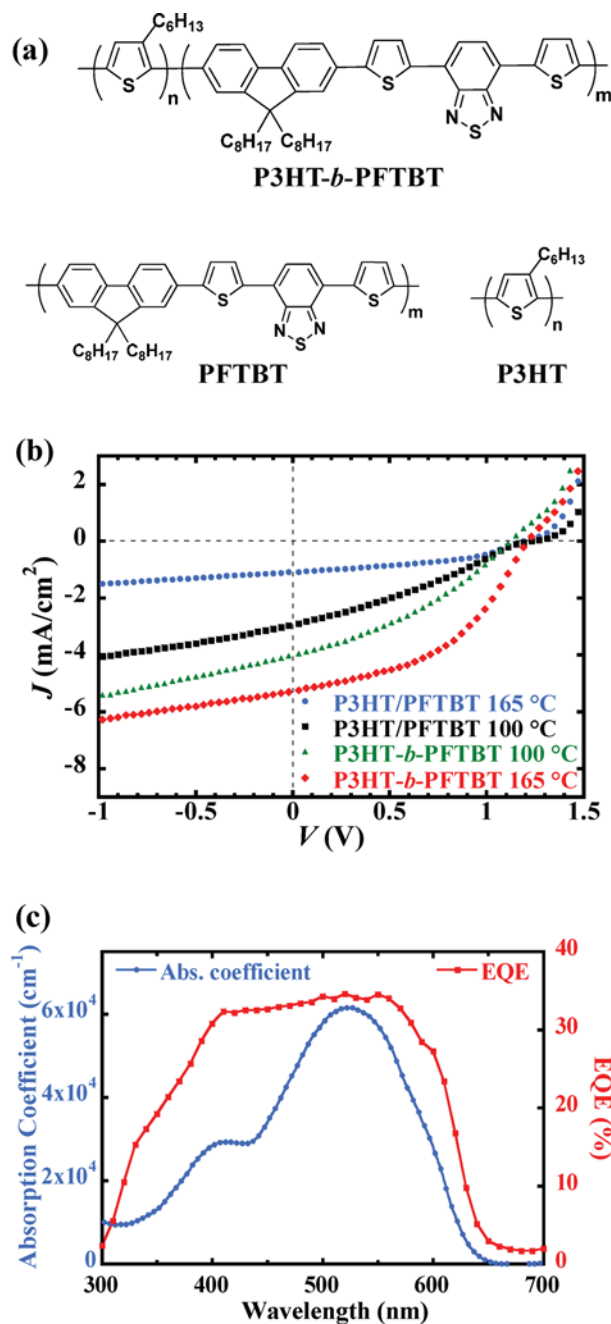 (a)
C6H13
S
n
C8H17
C8H17
S
N
S
N
S
m
P3HT-b-PFTBT
C8H17
C8H17
S
N
S
N
S
m
PFTBT
C6H13
S
n
P3HT
(b)
J (mA/cm2)
2
0
-2
-4
-6
-8
P3HT/PFTBT 165 °C
P3HT/PFTBT 100 °C
P3HT-b-PFTBT 100 °C
P3HT-b-PFTBT 165 °C
-1
-0.5
0
0.5
1
1.5
V (V)
(c)
Absorption Coefficient (cm-1)
Abs. coefficient
EQE
6x104
4x104
2x104
0
40
30
20
10
0
EQE (%)
300
400
500
600
700
Wavelength (nm)